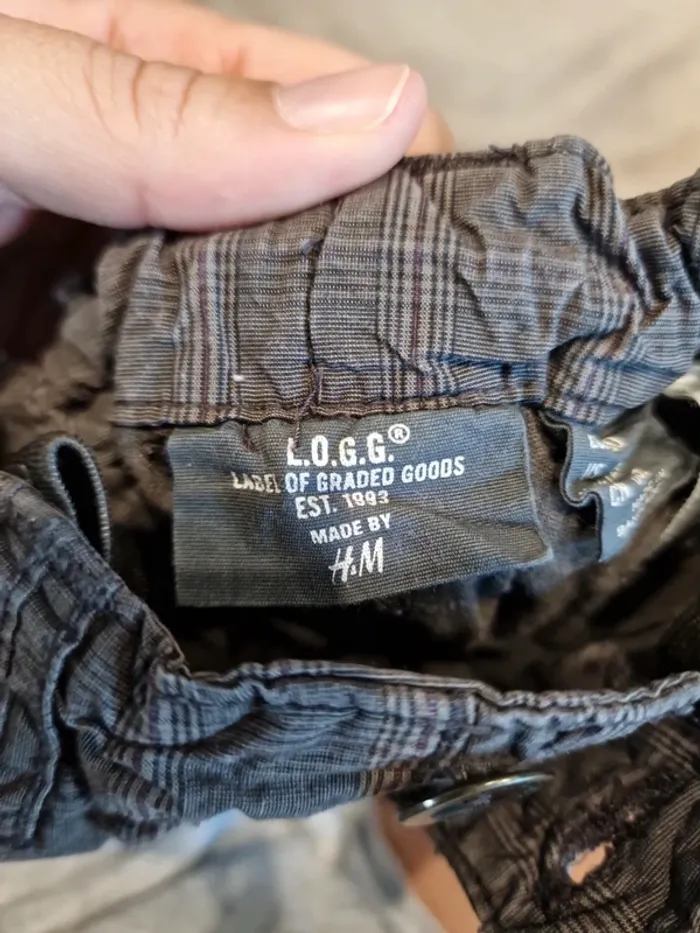 L.O.G.G.®
LABEL OF GRADED GOODS
EST. 1993
MADE BY
H&M